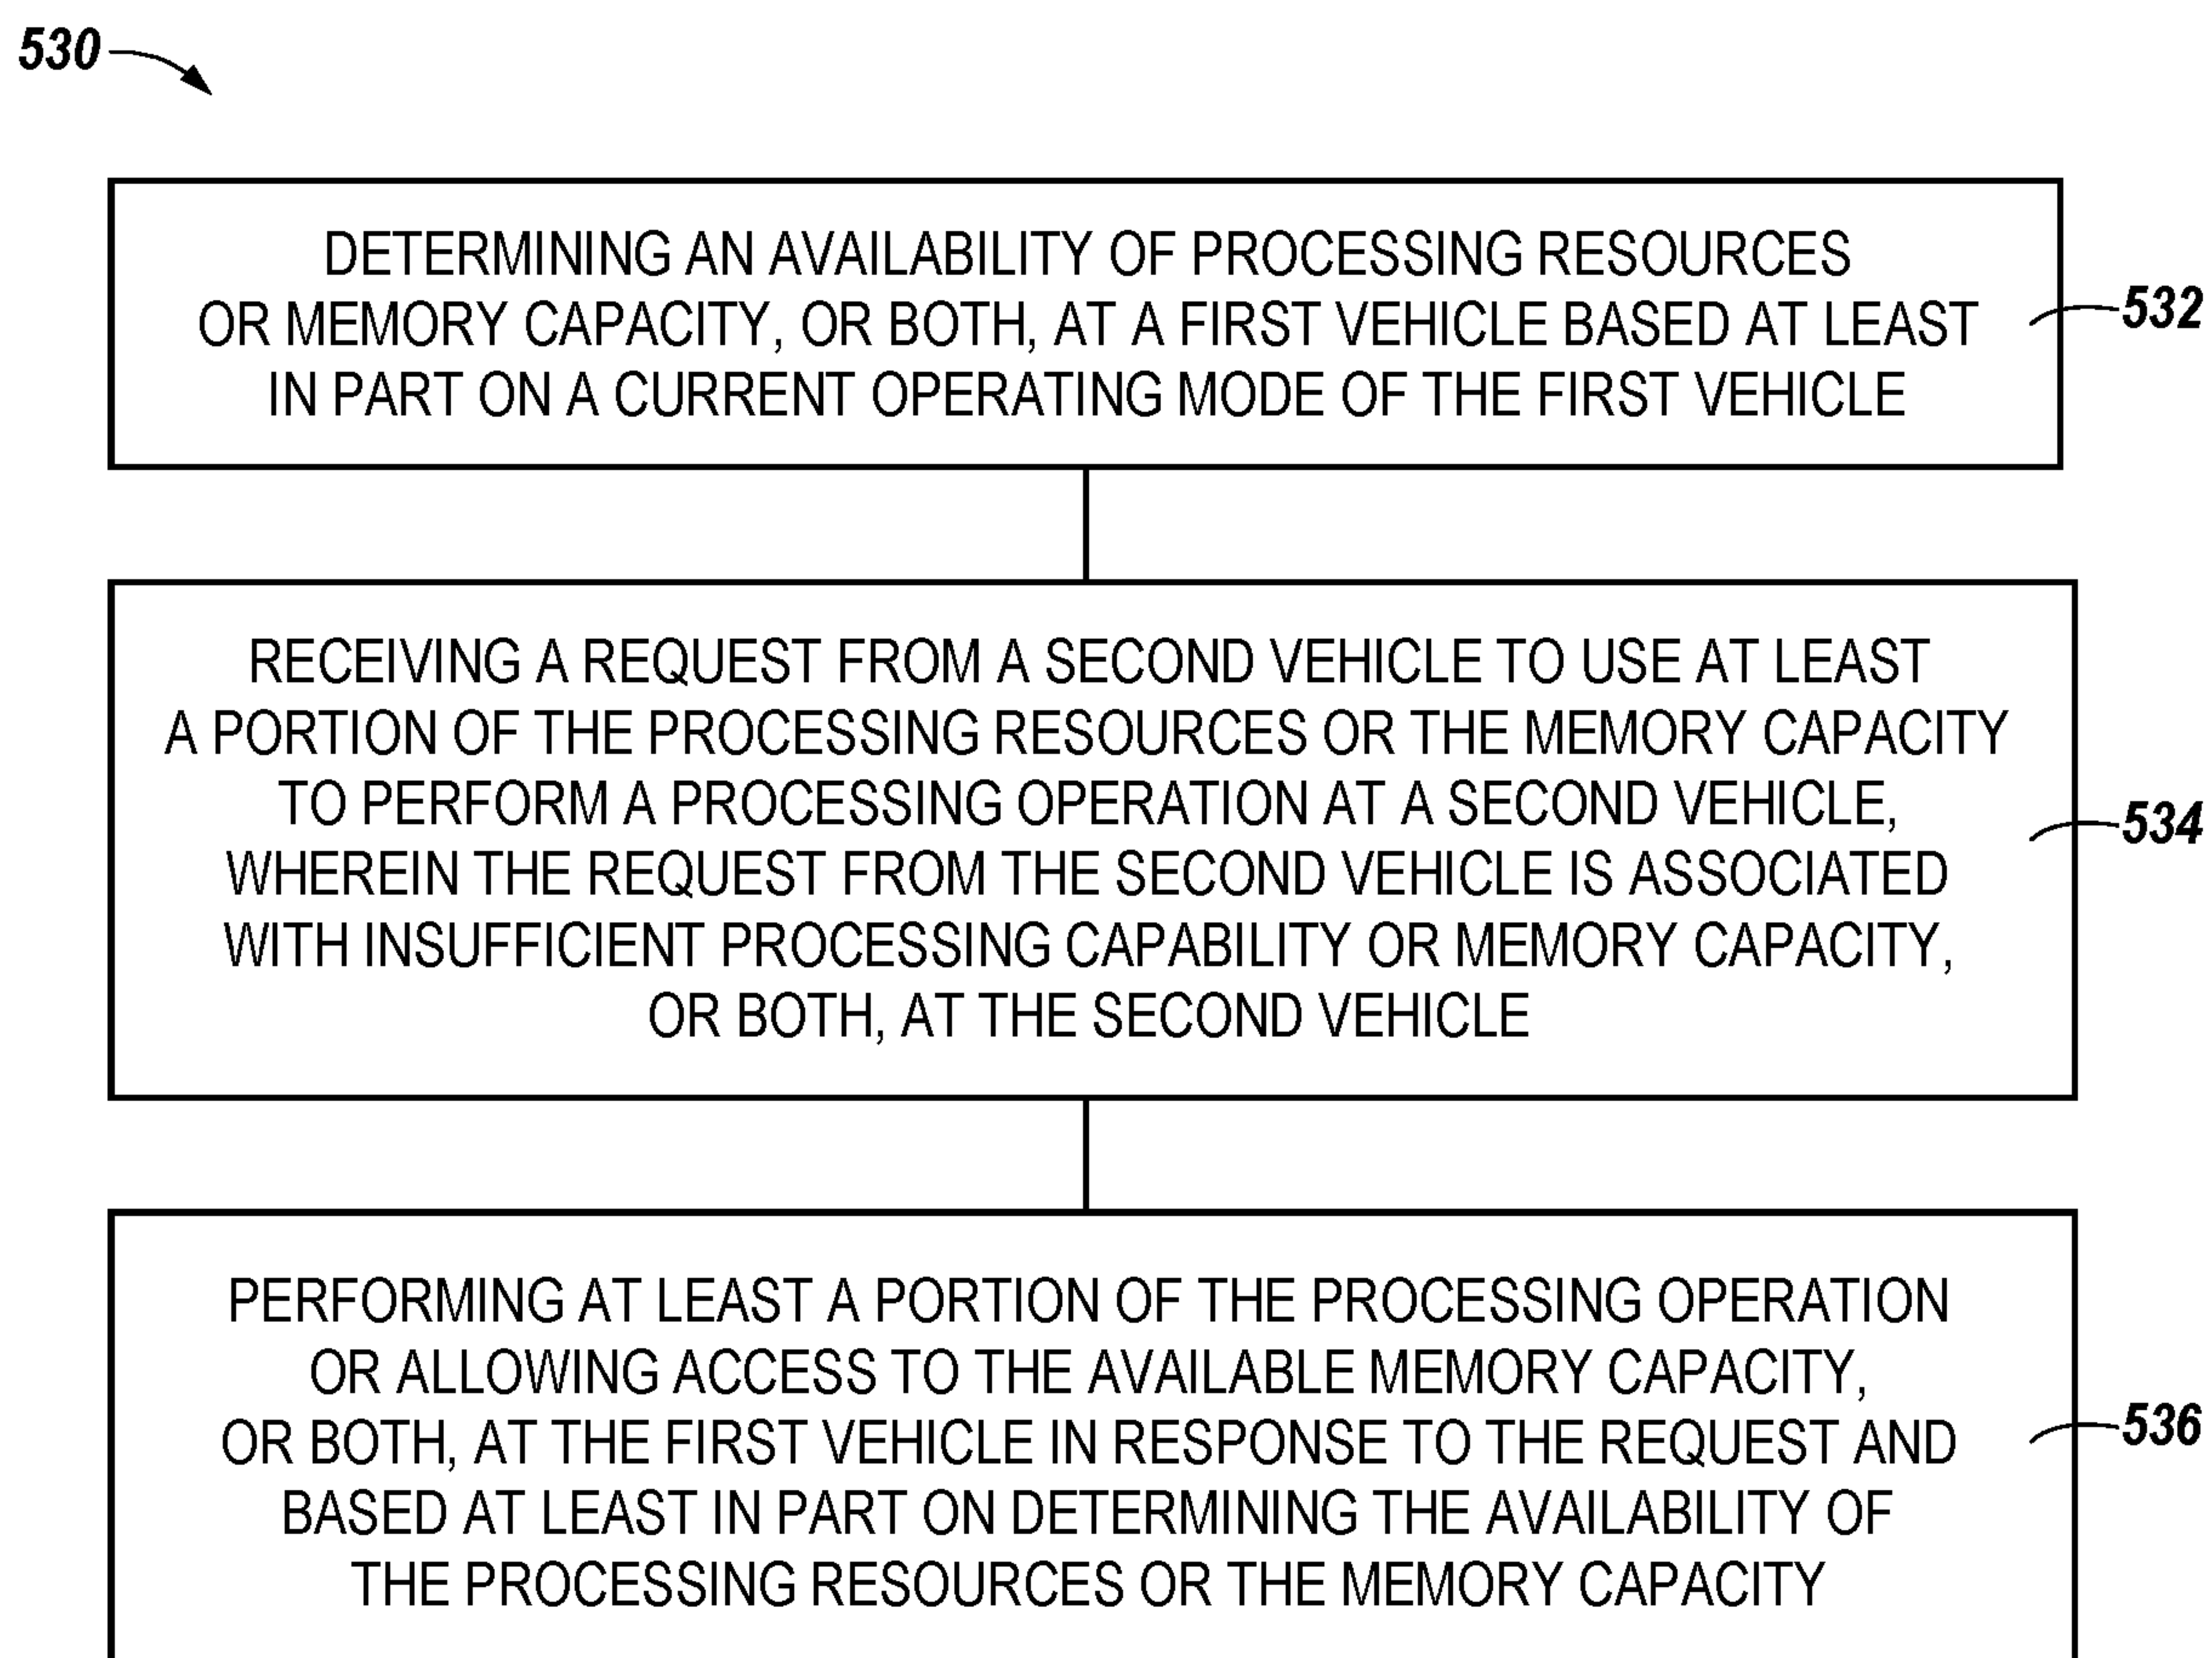 530
DETERMINING AN AVAILABILITY OF PROCESSING RESOURCES
OR MEMORY CAPACITY, OR BOTH, AT A FIRST VEHICLE BASED AT LEAST
IN PART ON A CURRENT OPERATING MODE OF THE FIRST VEHICLE
532
RECEIVING A REQUEST FROM A SECOND VEHICLE TO USE AT LEAST
A PORTION OF THE PROCESSING RESOURCES OR THE MEMORY CAPACITY
TO PERFORM A PROCESSING OPERATION AT A SECOND VEHICLE,
WHEREIN THE REQUEST FROM THE SECOND VEHICLE IS ASSOCIATED
WITH INSUFFICIENT PROCESSING CAPABILITY OR MEMORY CAPACITY,
OR BOTH, AT THE SECOND VEHICLE
534
PERFORMING AT LEAST A PORTION OF THE PROCESSING OPERATION
OR ALLOWING ACCESS TO THE AVAILABLE MEMORY CAPACITY,
OR BOTH, AT THE FIRST VEHICLE IN RESPONSE TO THE REQUEST AND
BASED AT LEAST IN PART ON DETERMINING THE AVAILABILITY OF
THE PROCESSING RESOURCES OR THE MEMORY CAPACITY
536